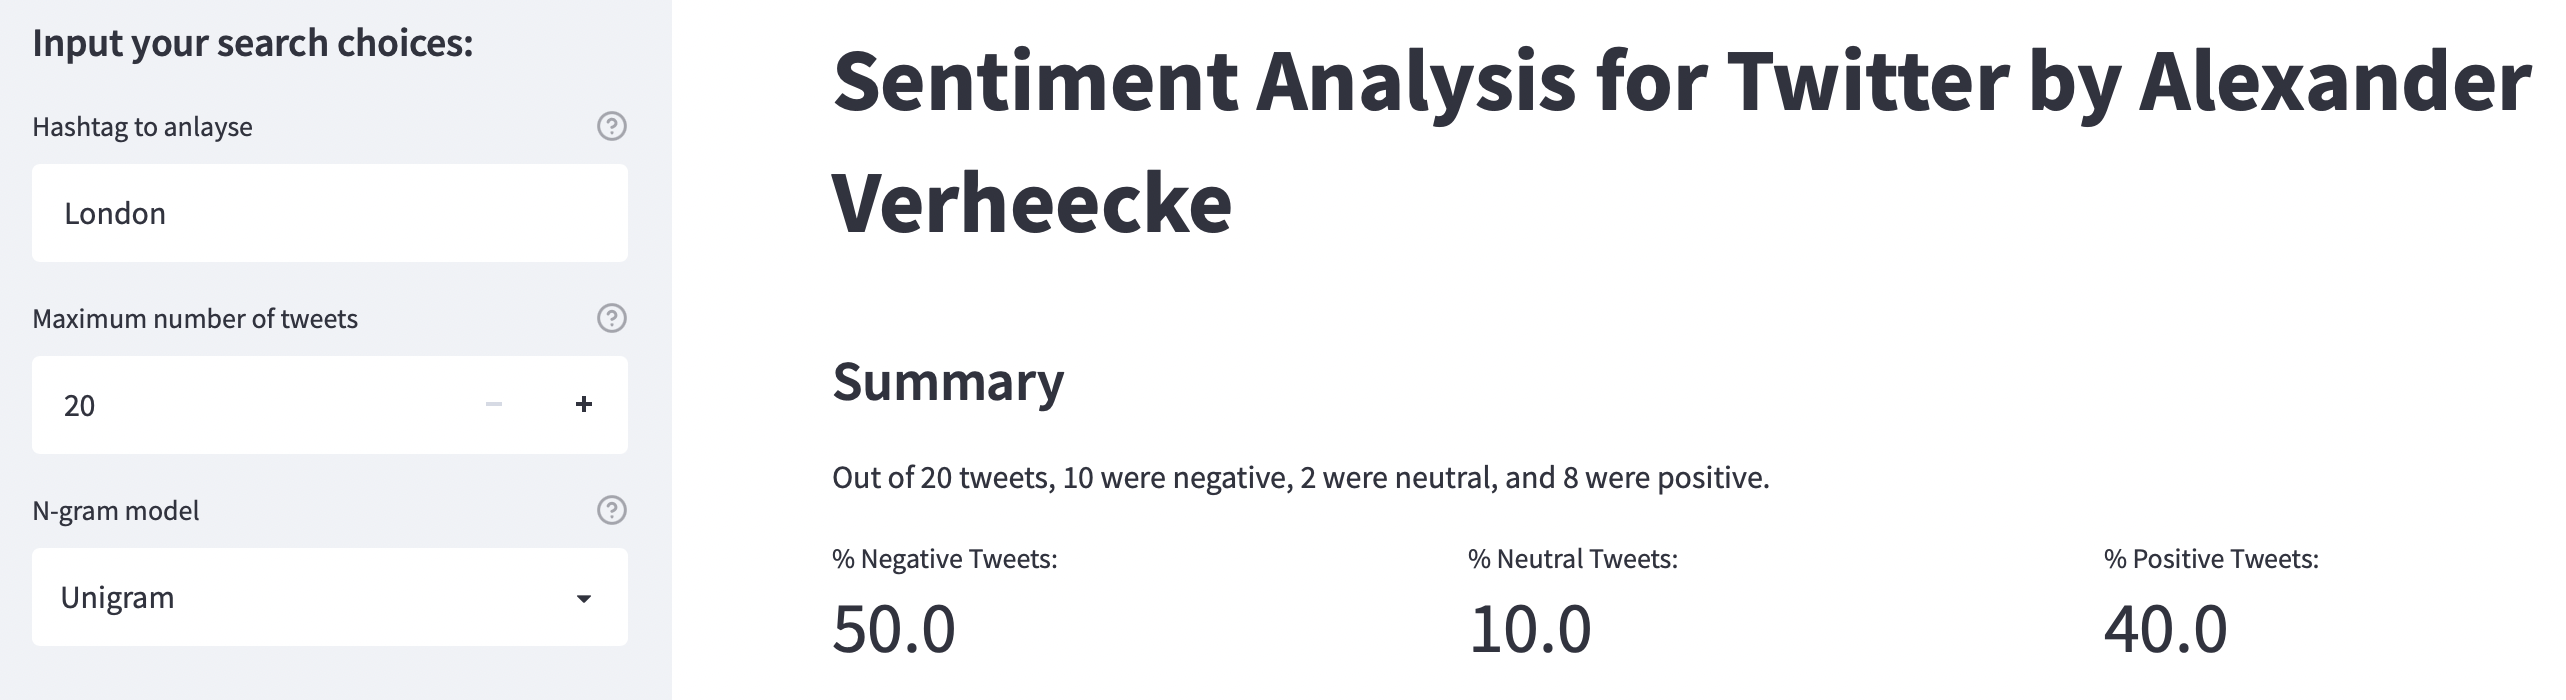 Input your search choices:
Hashtag to anlayse
London
Maximum number of tweets
20
N-gram model
Unigram
Sentiment Analysis for Twitter by Alexander
Verheecke
Summary
Out of 20 tweets, 10 were negative, 2 were neutral, and 8 were positive.
% Negative Tweets:
50.0
% Neutral Tweets:
10.0
% Positive Tweets:
40.0